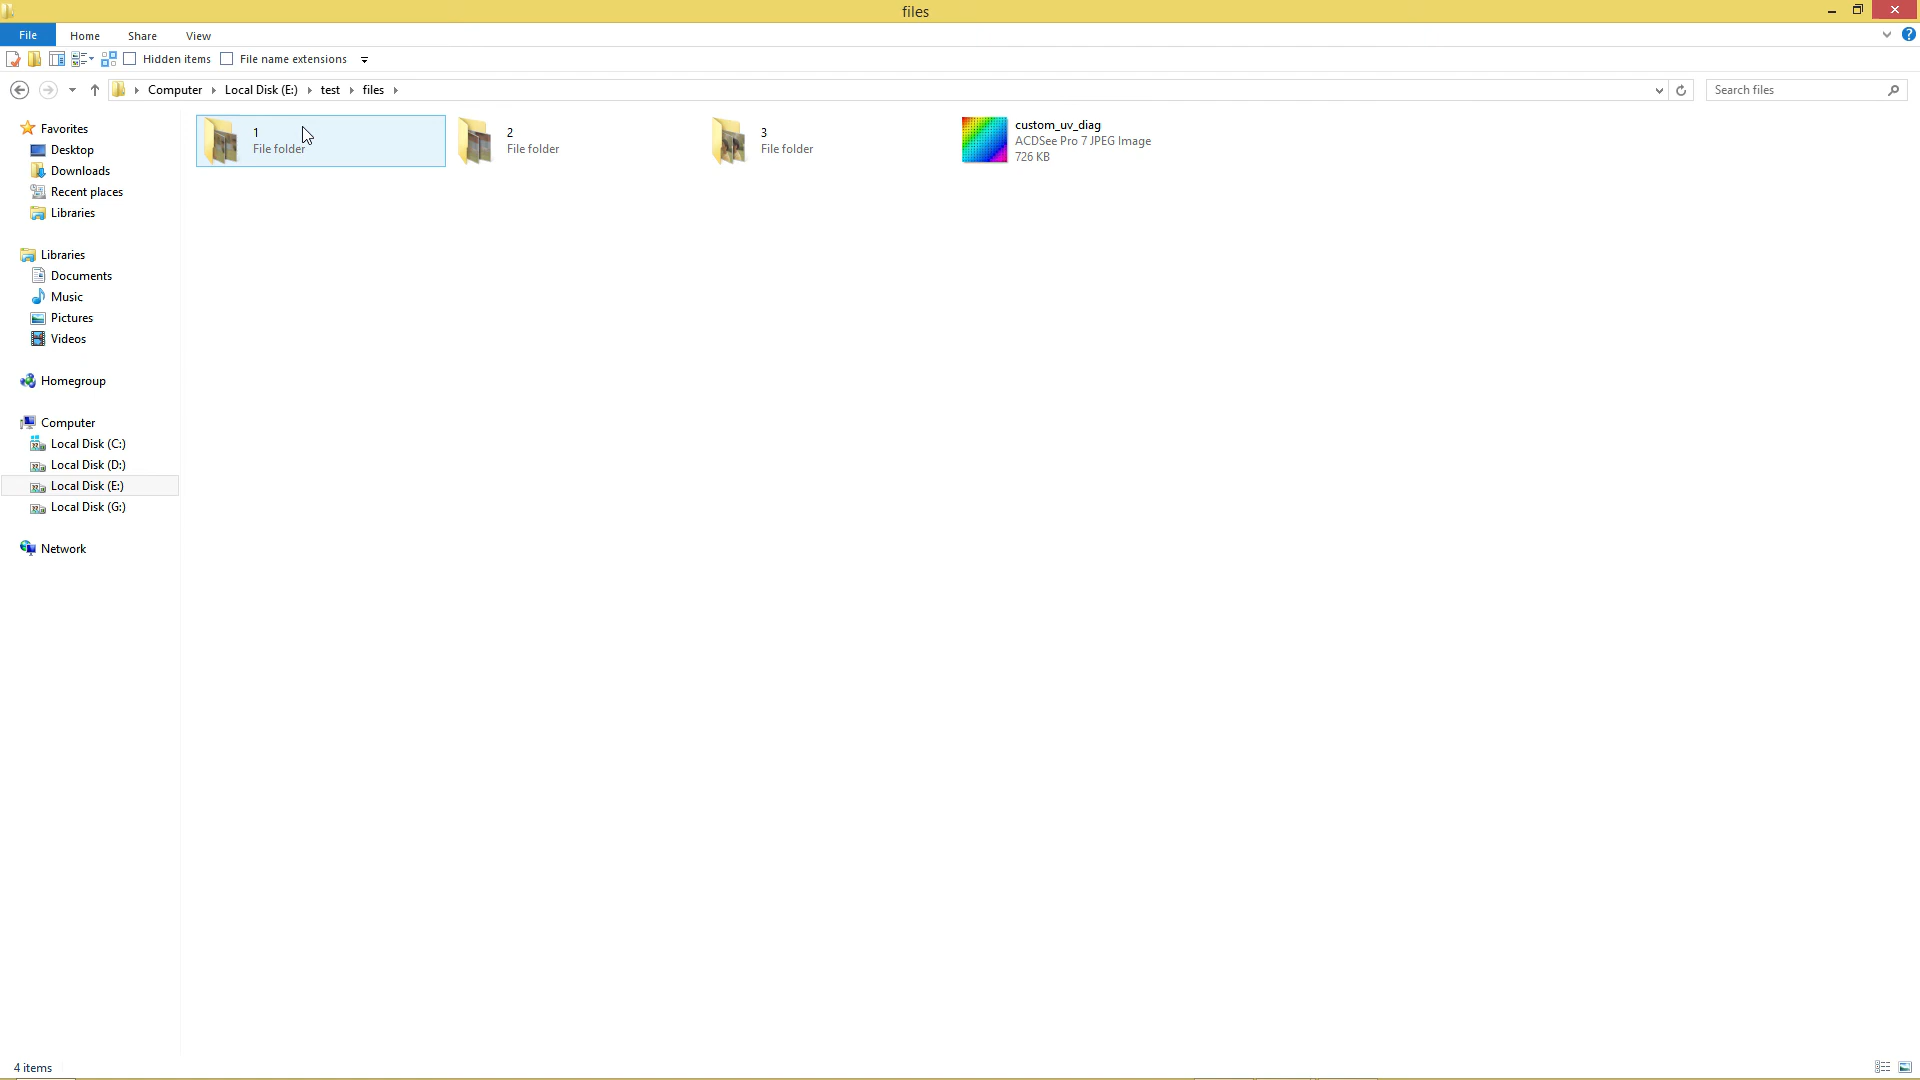 files
File
Home
Share
View
Hidden items
File name extensions
Computer
Local Disk (E:)
test
files
Search files
Favorites
Desktop
Downloads
Recent places
Libraries
Libraries
Documents
Music
Pictures
Videos
Homegroup
Computer
Local Disk (C:)
Local Disk (D:)
Local Disk (E:)
Local Disk (G:)
Network
1
File folder
2
File folder
3
File folder
custom_uv_diag
ACDSee Pro 7 JPEG Image
726 KB
4 items